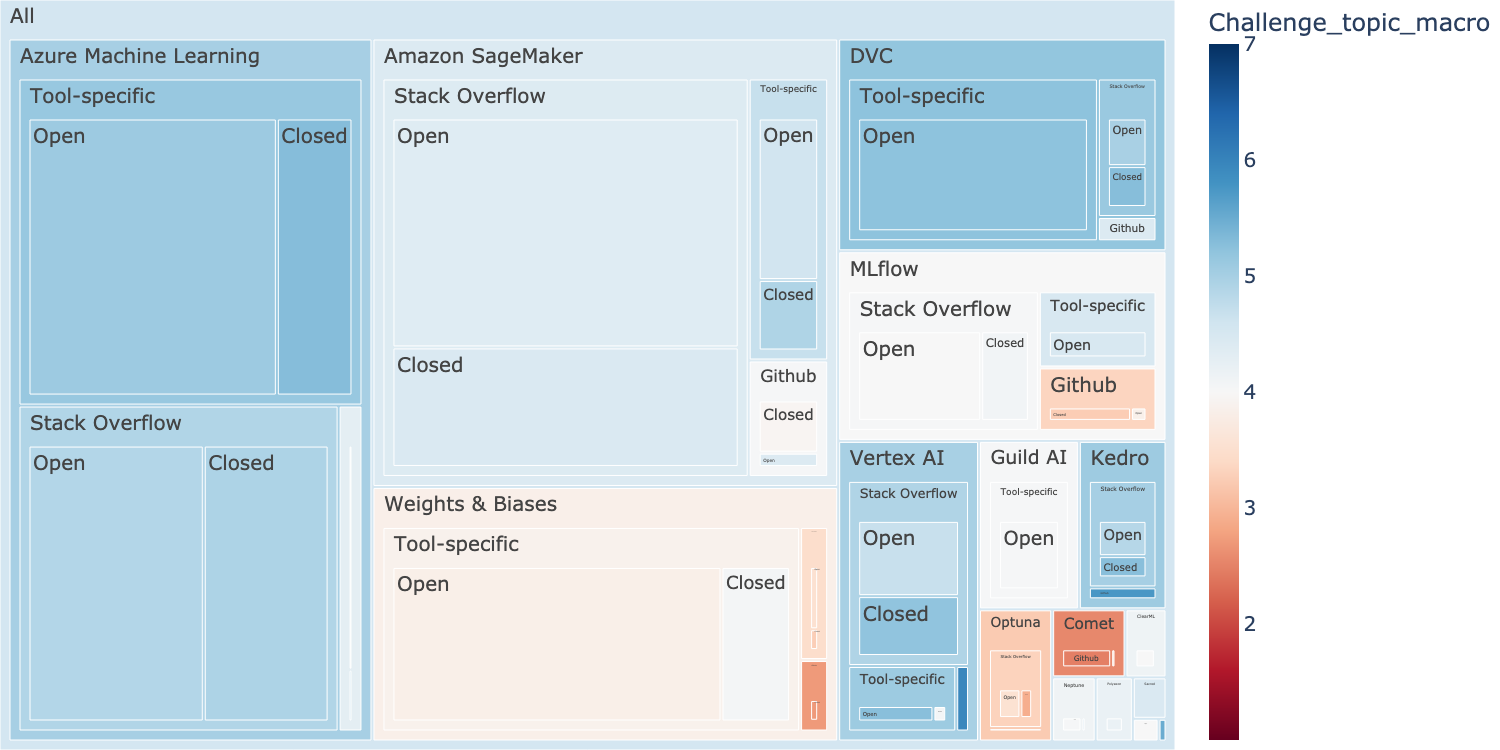 All
Azure Machine Learning
Tool-specific
Open
Closed
Stack Overflow
Open
Closed
Amazon SageMaker
Stack Overflow
Open
Closed
Tool-specific
Open
Closed
Github
Closed
Open
Weights & Biases
Tool-specific
Open
Closed
DVC
Tool-specific
Open
Stack Overflow
Open
Closed
Github
MLflow
Stack Overflow
Open
Closed
Tool-specific
Open
Github
Closed
Vertex AI
Stack Overflow
Open
Closed
Tool-specific
Open
Guild AI
Tool-specific
Open
Kedro
Stack Overflow
Open
Closed
Optuna
Stack Overflow
Open
Comet
Github
ClearML
Neptune
Polyaxon
Sacred
Challenge_topic_macro
7
6
5
4
3
2